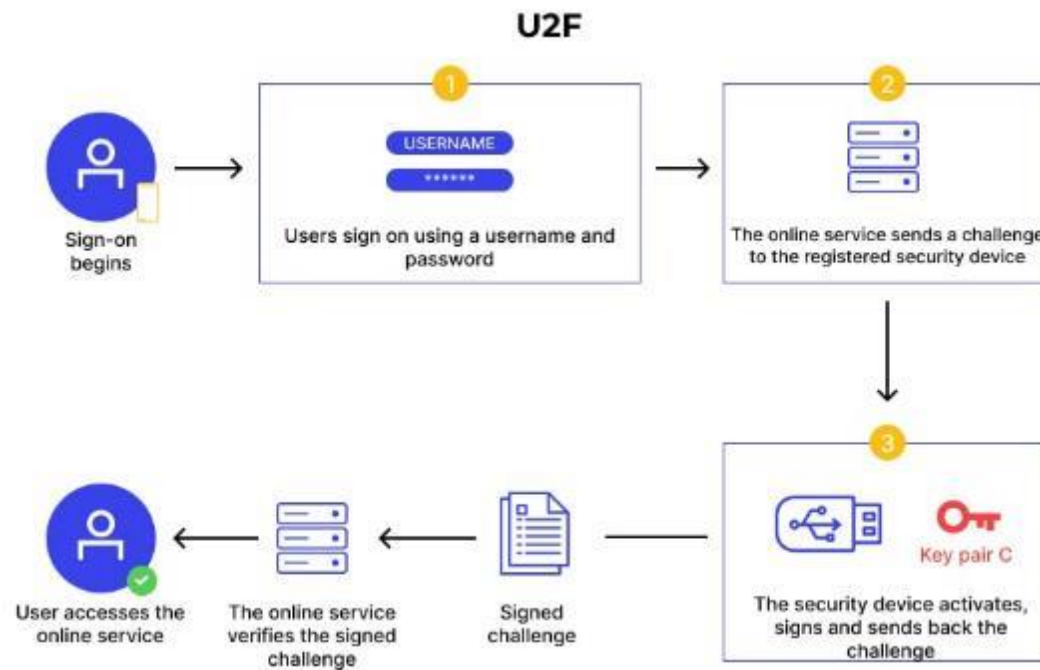 U2F
1
USERNAME
******
Users sign on using a username and
password
2
The online service sends a challenge
to the registered security device
Sign-on
begins
3
Key pair C
The security device activates,
signs and sends back the
challenge
Signed
challenge
The online service
verifies the signed
challenge
User accesses the
online service